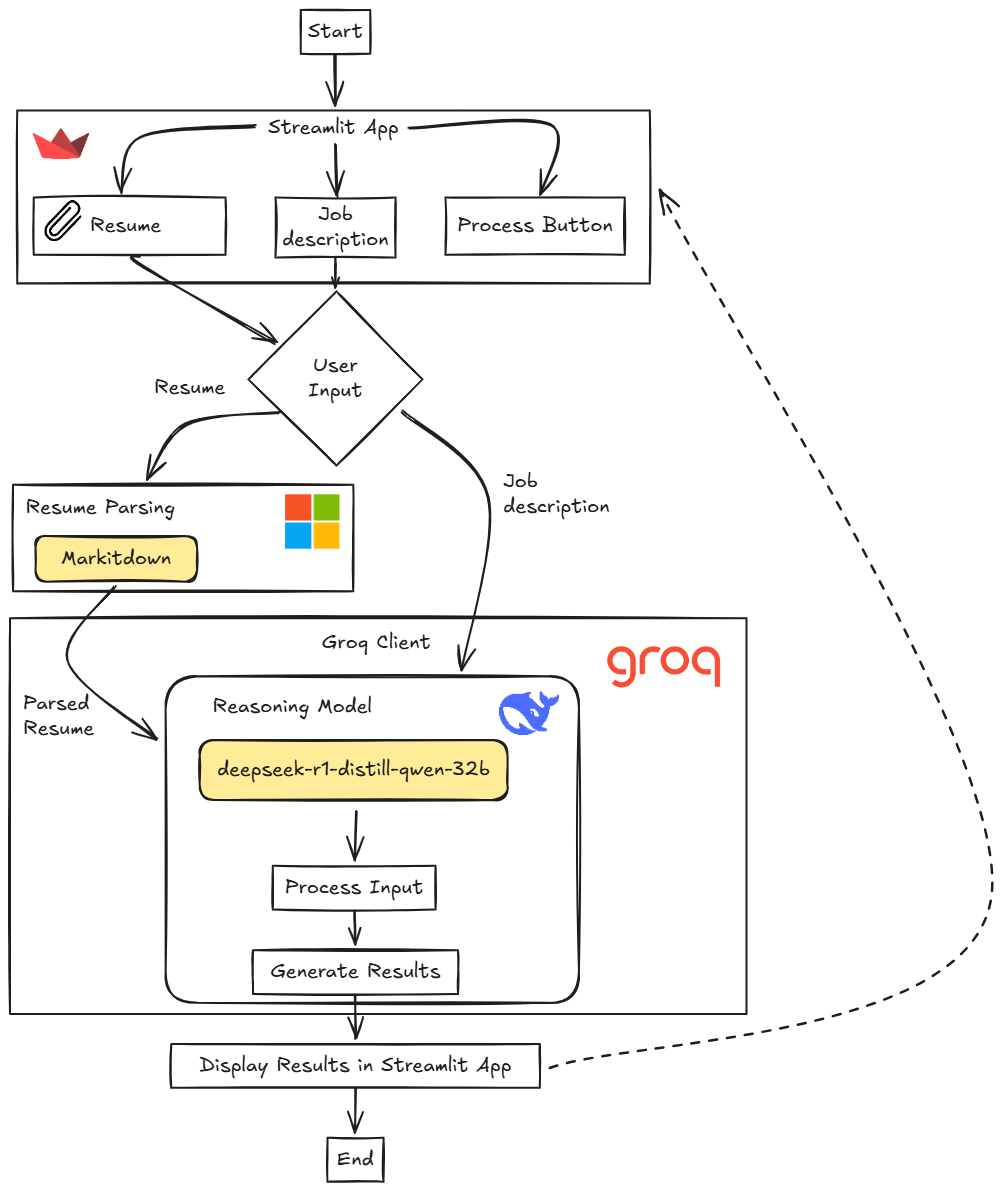 Start
Streamlit App
Resume
Job
description
Process Button
User
Input
Resume
Job
description
Resume Parsing
Markitdown
Groq Client
groq
Parsed
Resume
Reasoning Model
deepseek-r1-distill-qwen-32b
Process Input
Generate Results
Display Results in Streamlit App
End